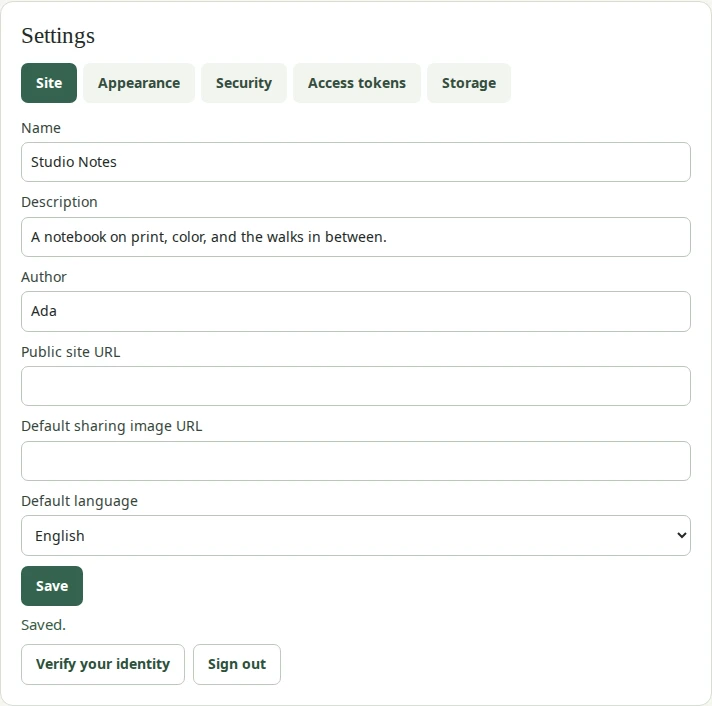 Settings
Site Appearance Security Access tokens Storage
Name
Studio Notes
Description
A notebook on print, color, and the walks in between.
Author
Ada
Public site URL
Default sharing image URL
Default language
English
Save
Saved.
Verify your identity Sign out